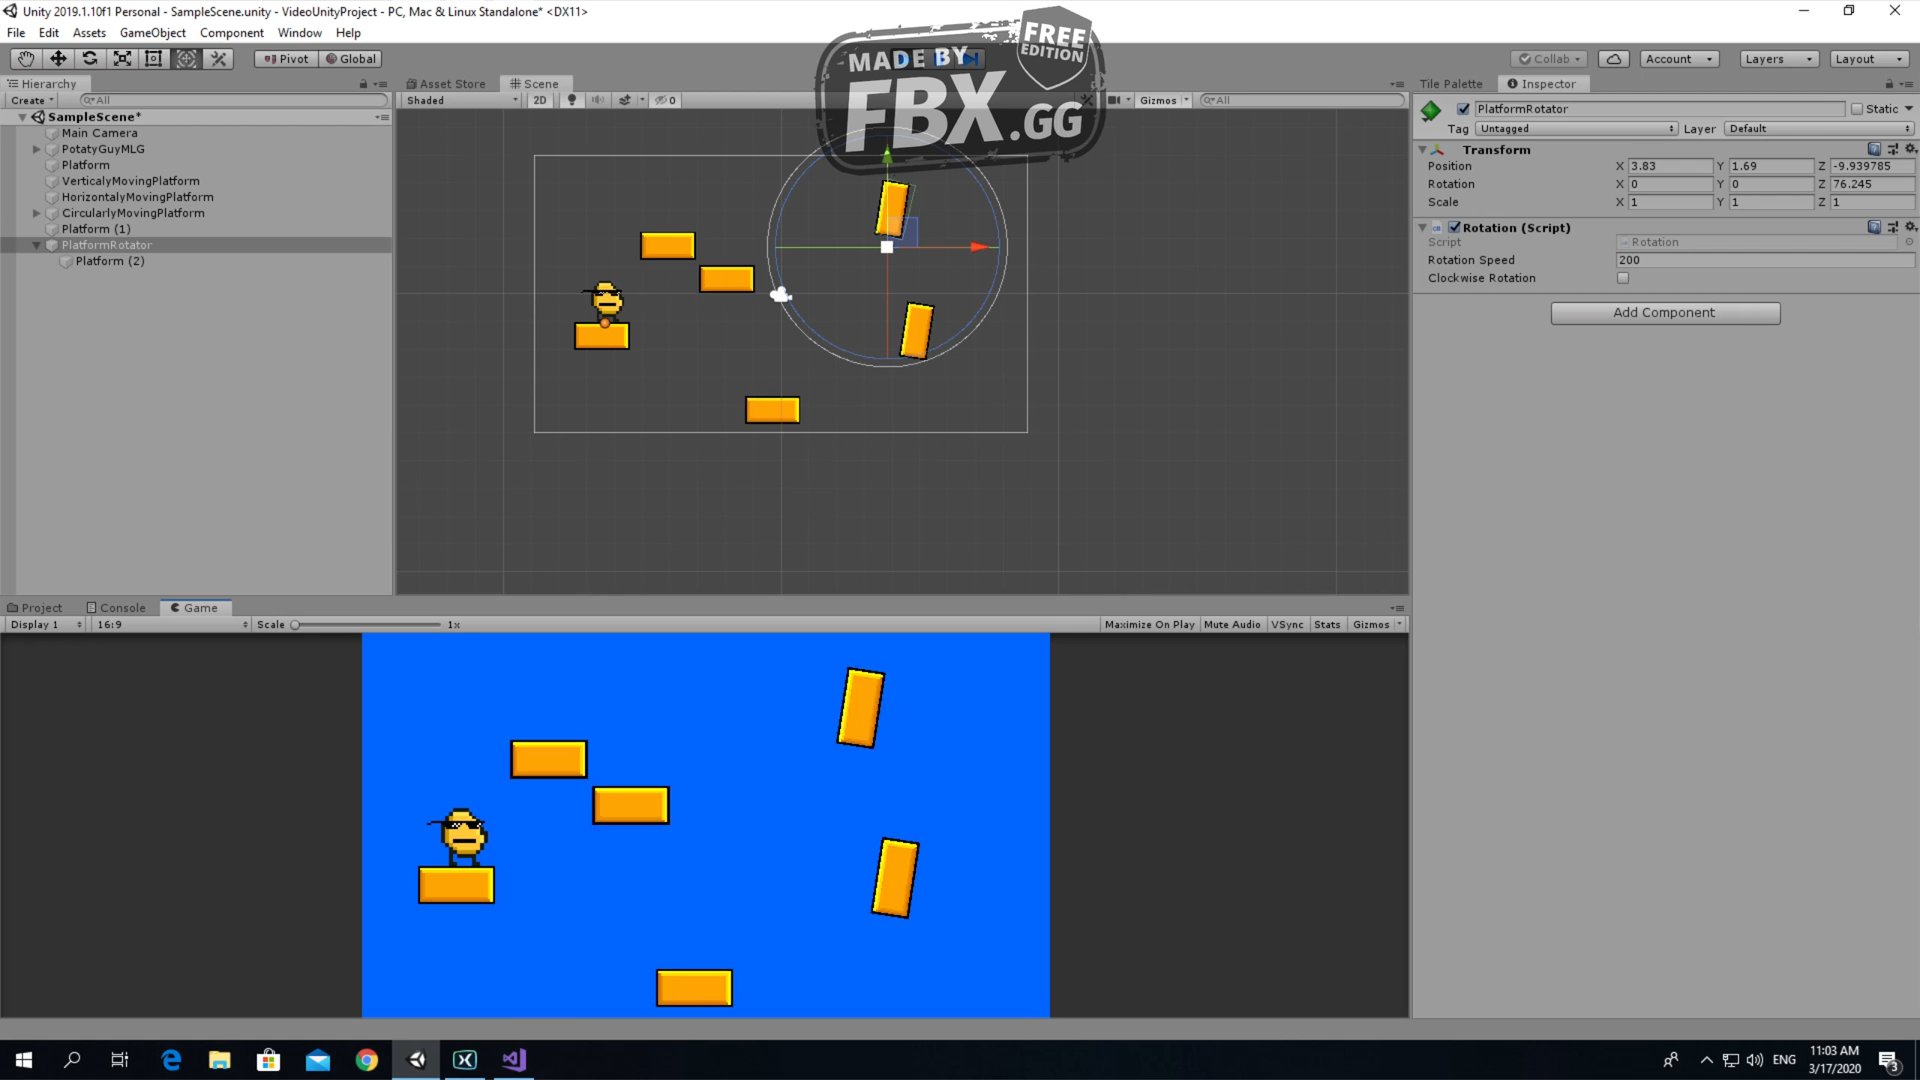 Unity 2019.1.10f1 Personal - SampleScene.unity - VideoUnityProject - PC, Mac & Linux Standalone* <DX11>
File Edit Assets GameObject Component Window Help
Pivot Global Collab Account Layers Layout
MADE BY FREE EDITION
FBX.GG
Hierarchy Asset Store Scene Tile Palette Inspector
Create All Shaded 2D 0 Gizmos All
SampleScene*
Main Camera
PotatyGuyMLG
Platform
VerticalyMovingPlatform
HorizontalyMovingPlatform
CircularlyMovingPlatform
Platform (1)
PlatformRotator
Platform (2)
PlatformRotator Static
Tag Untagged Layer Default
Transform
Position X 3.83 Y 1.69 Z -9.939785
Rotation X 0 Y 0 Z 76.245
Scale X 1 Y 1 Z 1
Rotation (Script)
Script Rotation
Rotation Speed 200
Clockwise Rotation
Add Component
Project Console Game
Display 1 16:9 Scale 1x Maximize On Play Mute Audio VSync Stats Gizmos
ENG 11:03 AM
3/17/2020 3